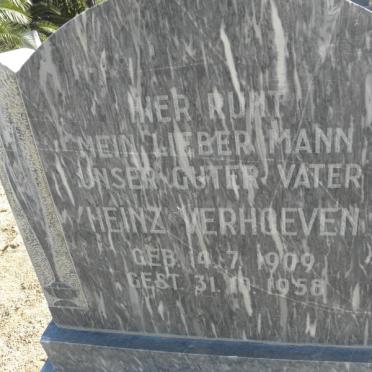 HIER RUHT
MEIN LIEBER MANN
UNSER GUTER VATER
HEINZ VERHOEVEN
GEB. 14. 7. 1909
GEST. 31. 10. 1958